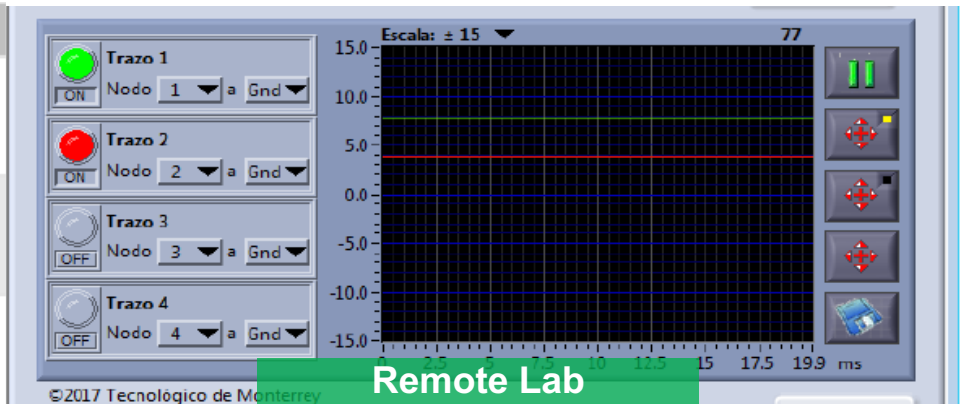 Escala: ± 15
77
Trazo 1
ON
Nodo 1 a Gnd
Trazo 2
ON
Nodo 2 a Gnd
Trazo 3
OFF
Nodo 3 a Gnd
Trazo 4
OFF
Nodo 4 a Gnd
15.0
10.0
5.0
0.0
-5.0
-10.0
-15.0
0 2.5 5 7.5 10 12.5 15 17.5 19.9 ms
Remote Lab
©2017 Tecnológico de Monterrey